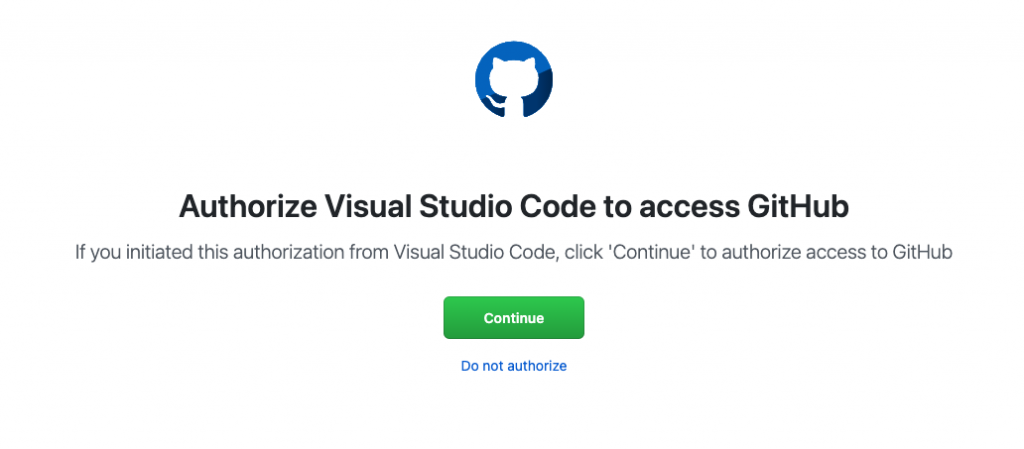 Authorize Visual Studio Code to access GitHub
If you initiated this authorization from Visual Studio Code, click 'Continue' to authorize access to GitHub
Continue
Do not authorize